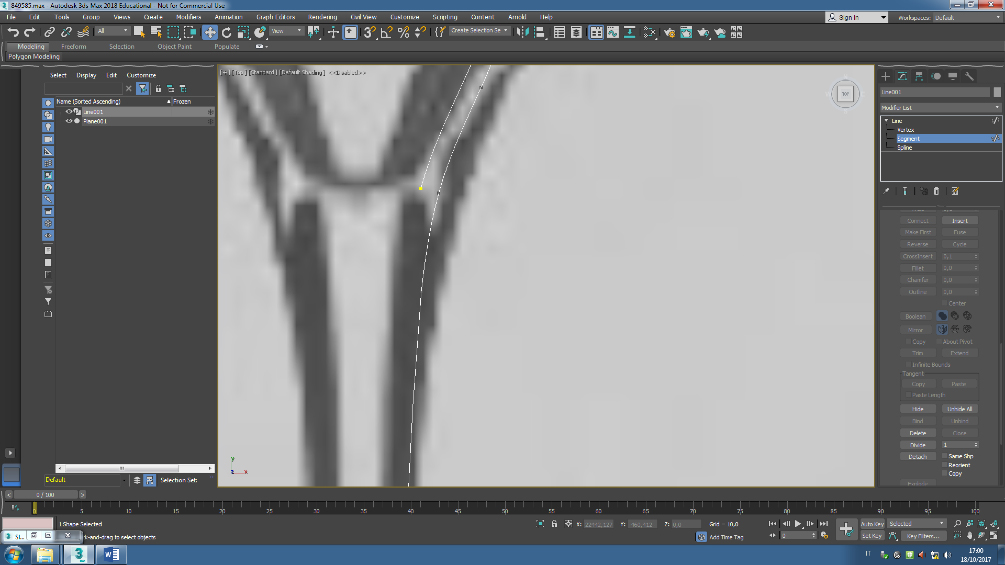 849585.max - Autodesk 3ds Max 2018 Educational - Not for Commercial Use
File Edit Tools Group Views Create Modifiers Animation Graph Editors Rendering Civil View Customize Scripting Content Arnold Help Sign In Workspaces: Default
All View Create Selection Se
Modeling Freeform Selection Object Paint Populate
Polygon Modeling
Select Display Edit Customize
Name (Sorted Ascending) Frozen
Line001
Plane001
Default Selection Set:
[+] [Top] [Standard] [Default Shading] <<Disabled>>
TOP
y
z x
Line001
Modifier List
Line
Vertex
Segment
Spline
Connect Insert
Make First Fuse
Reverse Cycle
CrossInsert 0,1
Fillet 0,0
Chamfer 0,0
Outline 0,0
Center
Boolean
Mirror
Copy About Pivot
Trim Extend
Infinite Bounds
Tangent
Copy Paste
Paste Length
Hide Unhide All
Bind Unbind
Delete Close
Divide 1
Detach Same Shp
Reorient
Copy
0 / 100
0 5 10 15 20 25 30 35 40 45 50 55 60 65 70 75 80 85 90 95 100
1 Shape Selected
-and-drag to select objects
Y: -460,412 Z: 0,0 Grid = 10,0
Add Time Tag
Auto Key Selected
Set Key Key Filters...
IT 17:00
18/10/2017